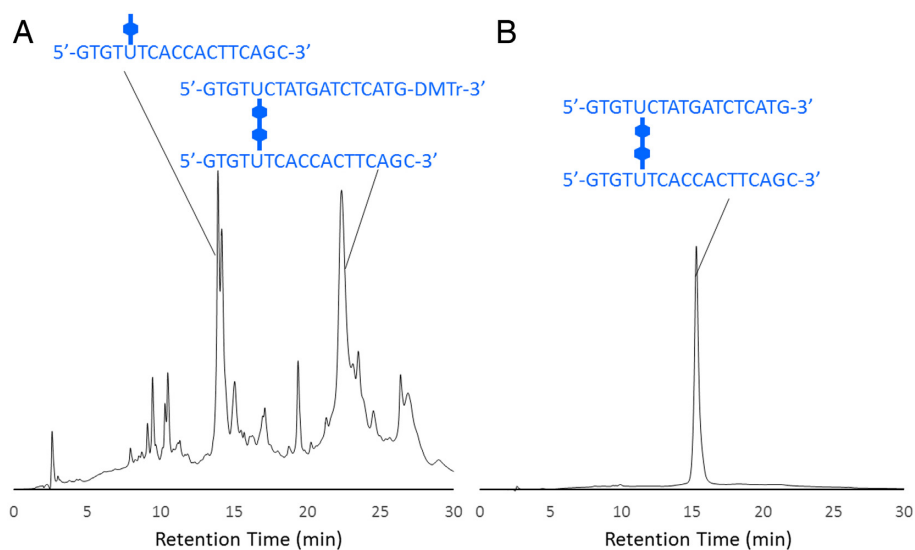 A
5'-GTGTUTCACCACTTCAGC-3'
5'-GTGTUCTATGATCTCATG-DMTr-3'
5'-GTGTUTCACCACTTCAGC-3'
0 5 10 15 20 25 30
Retention Time (min)
B
5'-GTGTUCTATGATCTCATG-3'
5'-GTGTUTCACCACTTCAGC-3'
0 5 10 15 20 25 30
Retention Time (min)